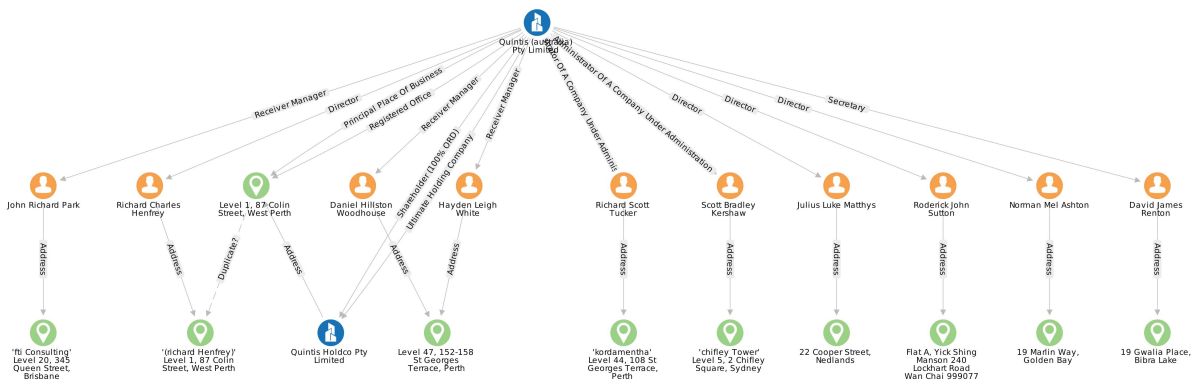 Quintis (australia)
Pty Limited
Receiver Manager
Director
Principal Place Of Business
Registered Office
Receiver Manager
Shareholder (100% ORD)
Ultimate Holding Company
Receiver Manager
Of A Company Under Adminis
Administrator Of A Company Under Administration
Director
Director
Director
Secretary
John Richard Park
Richard Charles
Henfrey
Level 1, 87 Colin
Street, West Perth
Daniel Hillston
Woodhouse
Hayden Leigh
White
Richard Scott
Tucker
Scott Bradley
Kershaw
Julius Luke Matthys
Roderick John
Sutton
Norman Mel Ashton
David James
Renton
Address
Address
Duplicate?
Address
Address
Address
Address
Address
Address
Address
Address
Address
'fti Consulting'
Level 20, 345
Queen Street,
Brisbane
'(richard Henfrey)'
Level 1, 87 Colin
Street, West Perth
Quintis Holdco Pty
Limited
Level 47, 152-158
St Georges
Terrace, Perth
'kordamentha'
Level 44, 108 St
Georges Terrace,
Perth
'chifley Tower'
Level 5, 2 Chifley
Square, Sydney
22 Cooper Street,
Nedlands
Flat A, Yick Shing
Manson 240
Lockhart Road
Wan Chai 999077
19 Marlin Way,
Golden Bay
19 Gwalia Place,
Bibra Lake